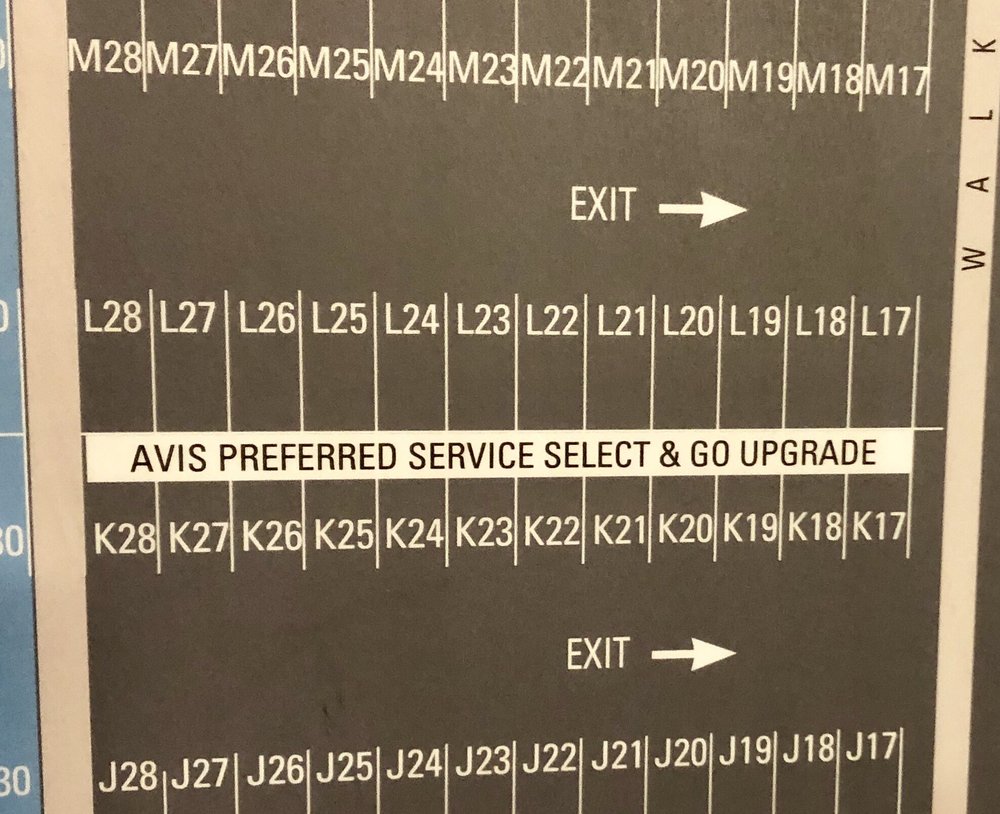 M28 M27 M26 M25 M24 M23 M22 M21 M20 M19 M18 M17
EXIT
L28 L27 L26 L25 L24 L23 L22 L21 L20 L19 L18 L17
AVIS PREFERRED SERVICE SELECT & GO UPGRADE
K28 K27 K26 K25 K24 K23 K22 K21 K20 K19 K18 K17
EXIT
J28 J27 J26 J25 J24 J23 J22 J21 J20 J19 J18 J17
WALK